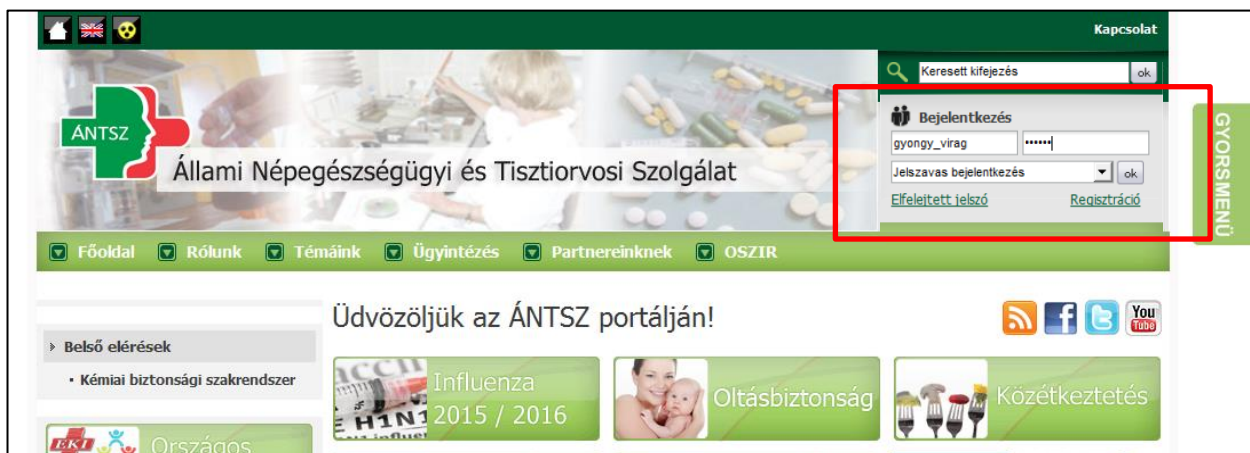 Kapcsolat
Keresett kifejezés
ok
ÁNTSZ
Állami Népegészségügyi és Tisztiorvosi Szolgálat
Bejelentkezés
gyongy_virag ••••••
Jelszavas bejelentkezés ok
Elfelejtett jelszó Regisztráció
GYORSMENÜ
Főoldal Rólunk Témáink Ügyintézés Partnereinknek OSZIR
Üdvözöljük az ÁNTSZ portálján!
You
Tube
Belső elérések
Kémiai biztonsági szakrendszer
Influenza
2015 / 2016
H1N1
Oltásbiztonság
Közétkeztetés
EKI
Országos